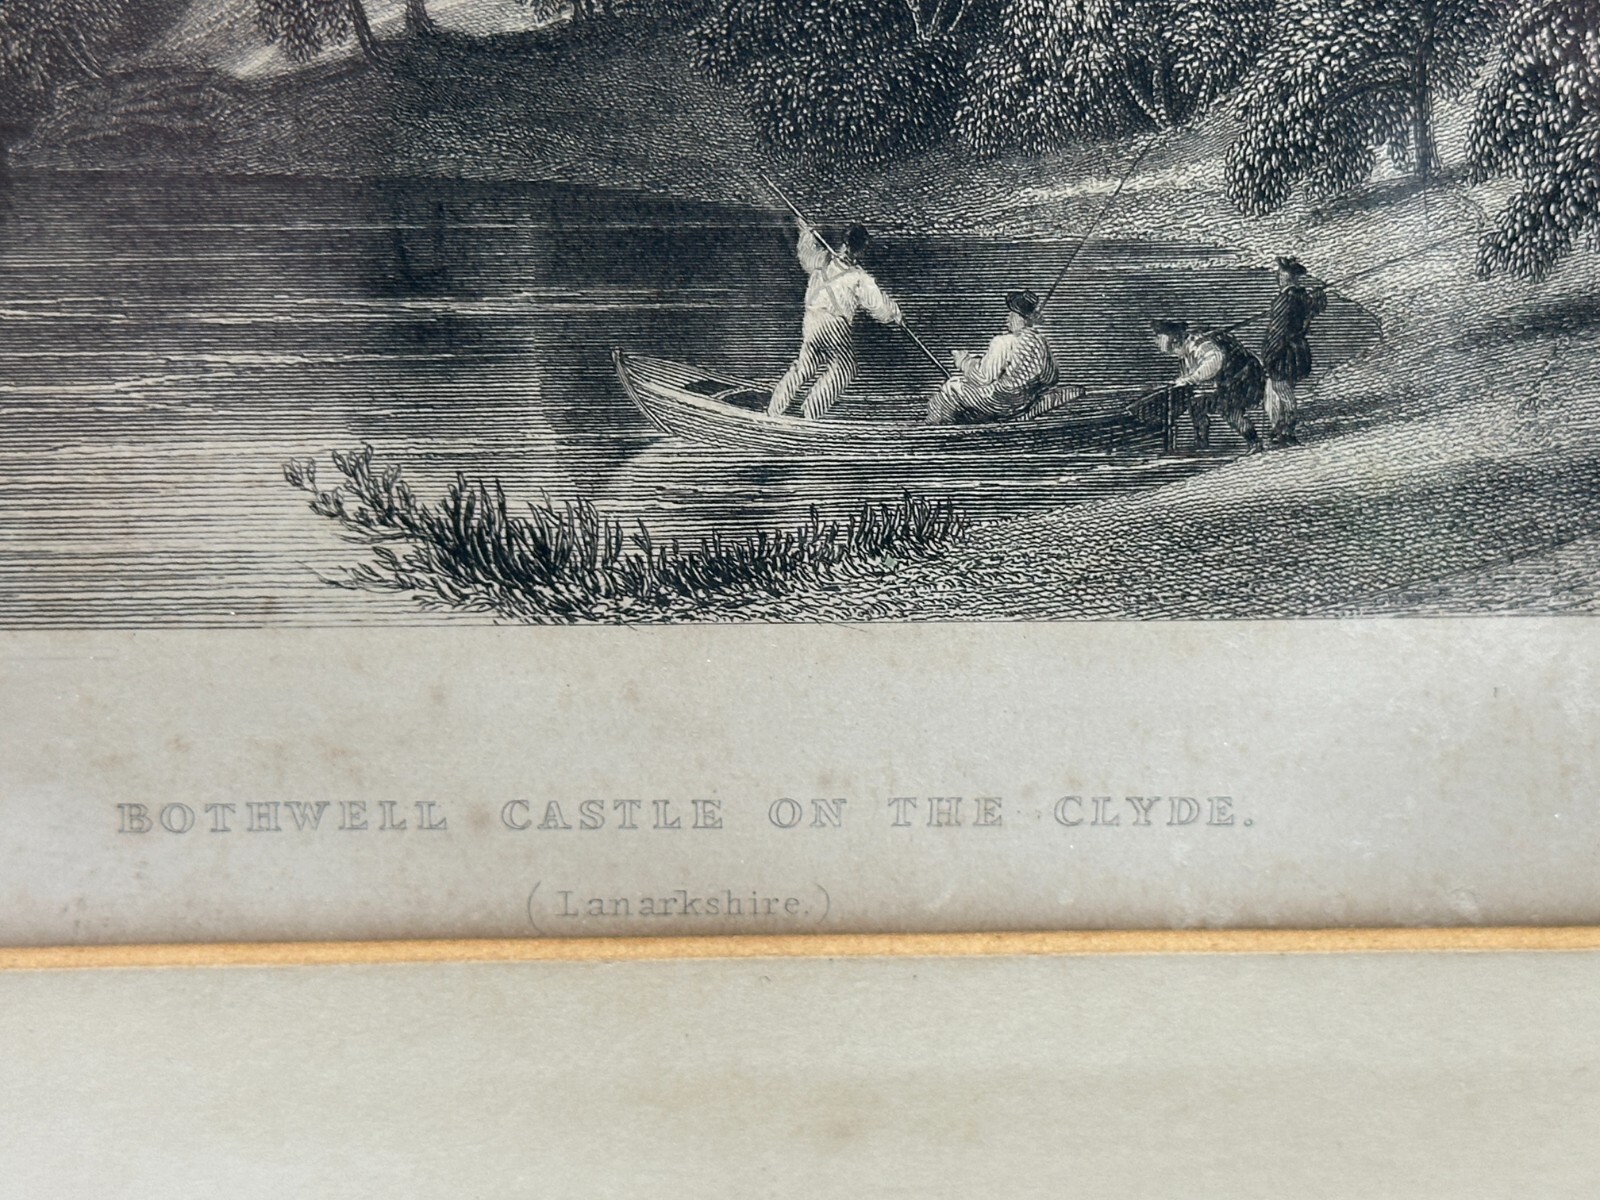 BOTHWELL CASTLE ON THE CLYDE.
(Lanarkshire.)